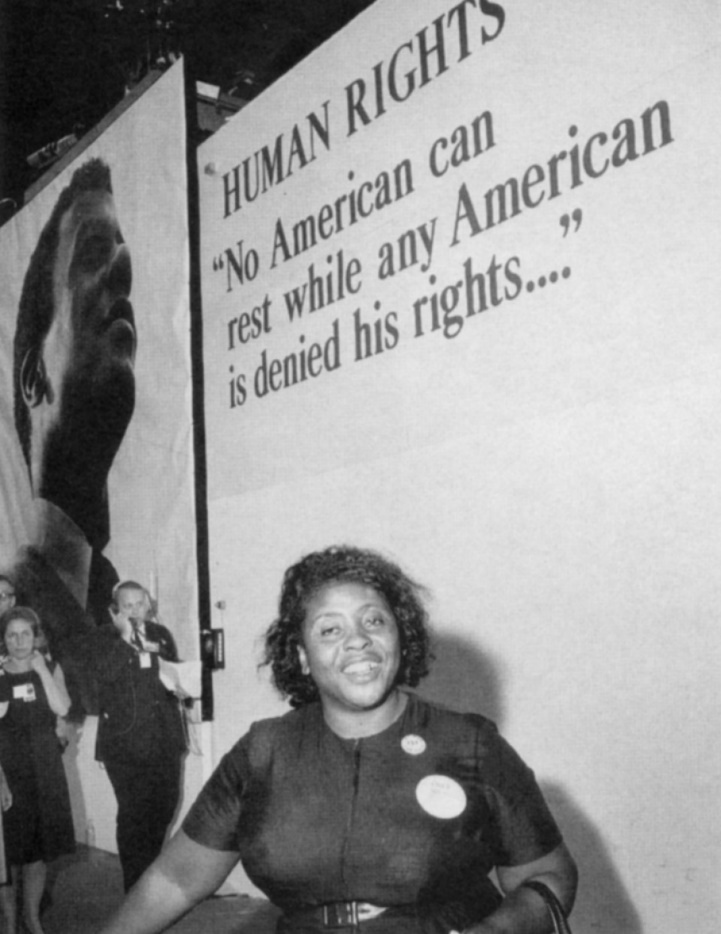 HUMAN RIGHTS
“No American can
rest while any American
is denied his rights....”